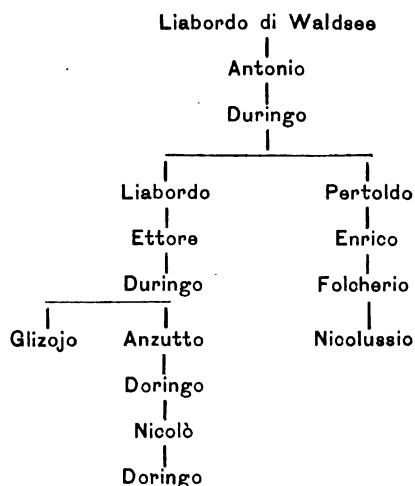 Liabordo di Waldsee
Antonio
Duringo
Liabordo Pertoldo
Ettore Enrico
Duringo Folcherio
Glizojo Anzutto Nicolussio
Doringo
Nicolò
Doringo